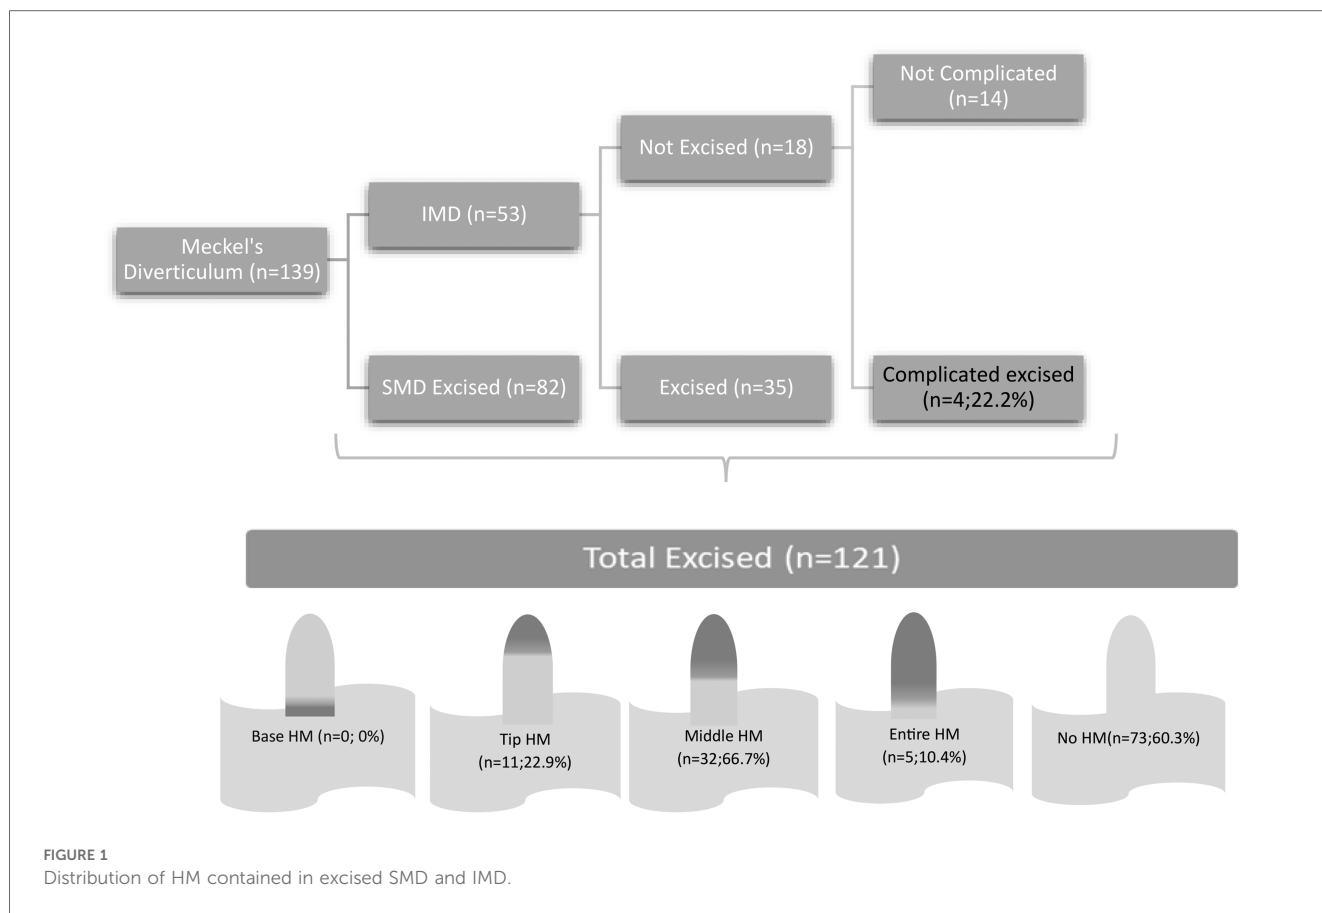 Not Complicated
(n=14)
Not Excised (n=18)
IMD (n=53)
Meckel's
Diverticulum (n=139)
SMD Excised (n=82)
Excised (n=35)
Complicated excised
(n=4;22.2%)
Total Excised (n=121)
Base HM (n=0; 0%)
Tip HM
(n=11;22.9%)
Middle HM
(n=32;66.7%)
Entire HM
(n=5;10.4%)
No HM(n=73;60.3%)
FIGURE 1
Distribution of HM contained in excised SMD and IMD.